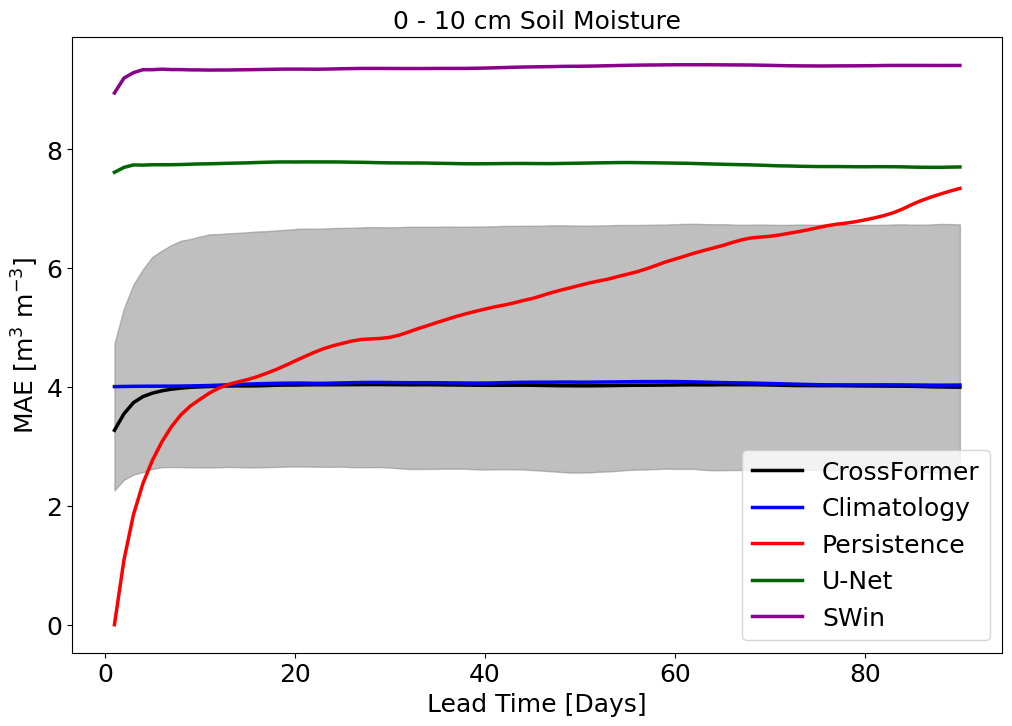 0 - 10 cm Soil Moisture
MAE [m³ m⁻³]
8
6
4
2
0
0 20 40 60 80
Lead Time [Days]
CrossFormer
Climatology
Persistence
U-Net
SWin